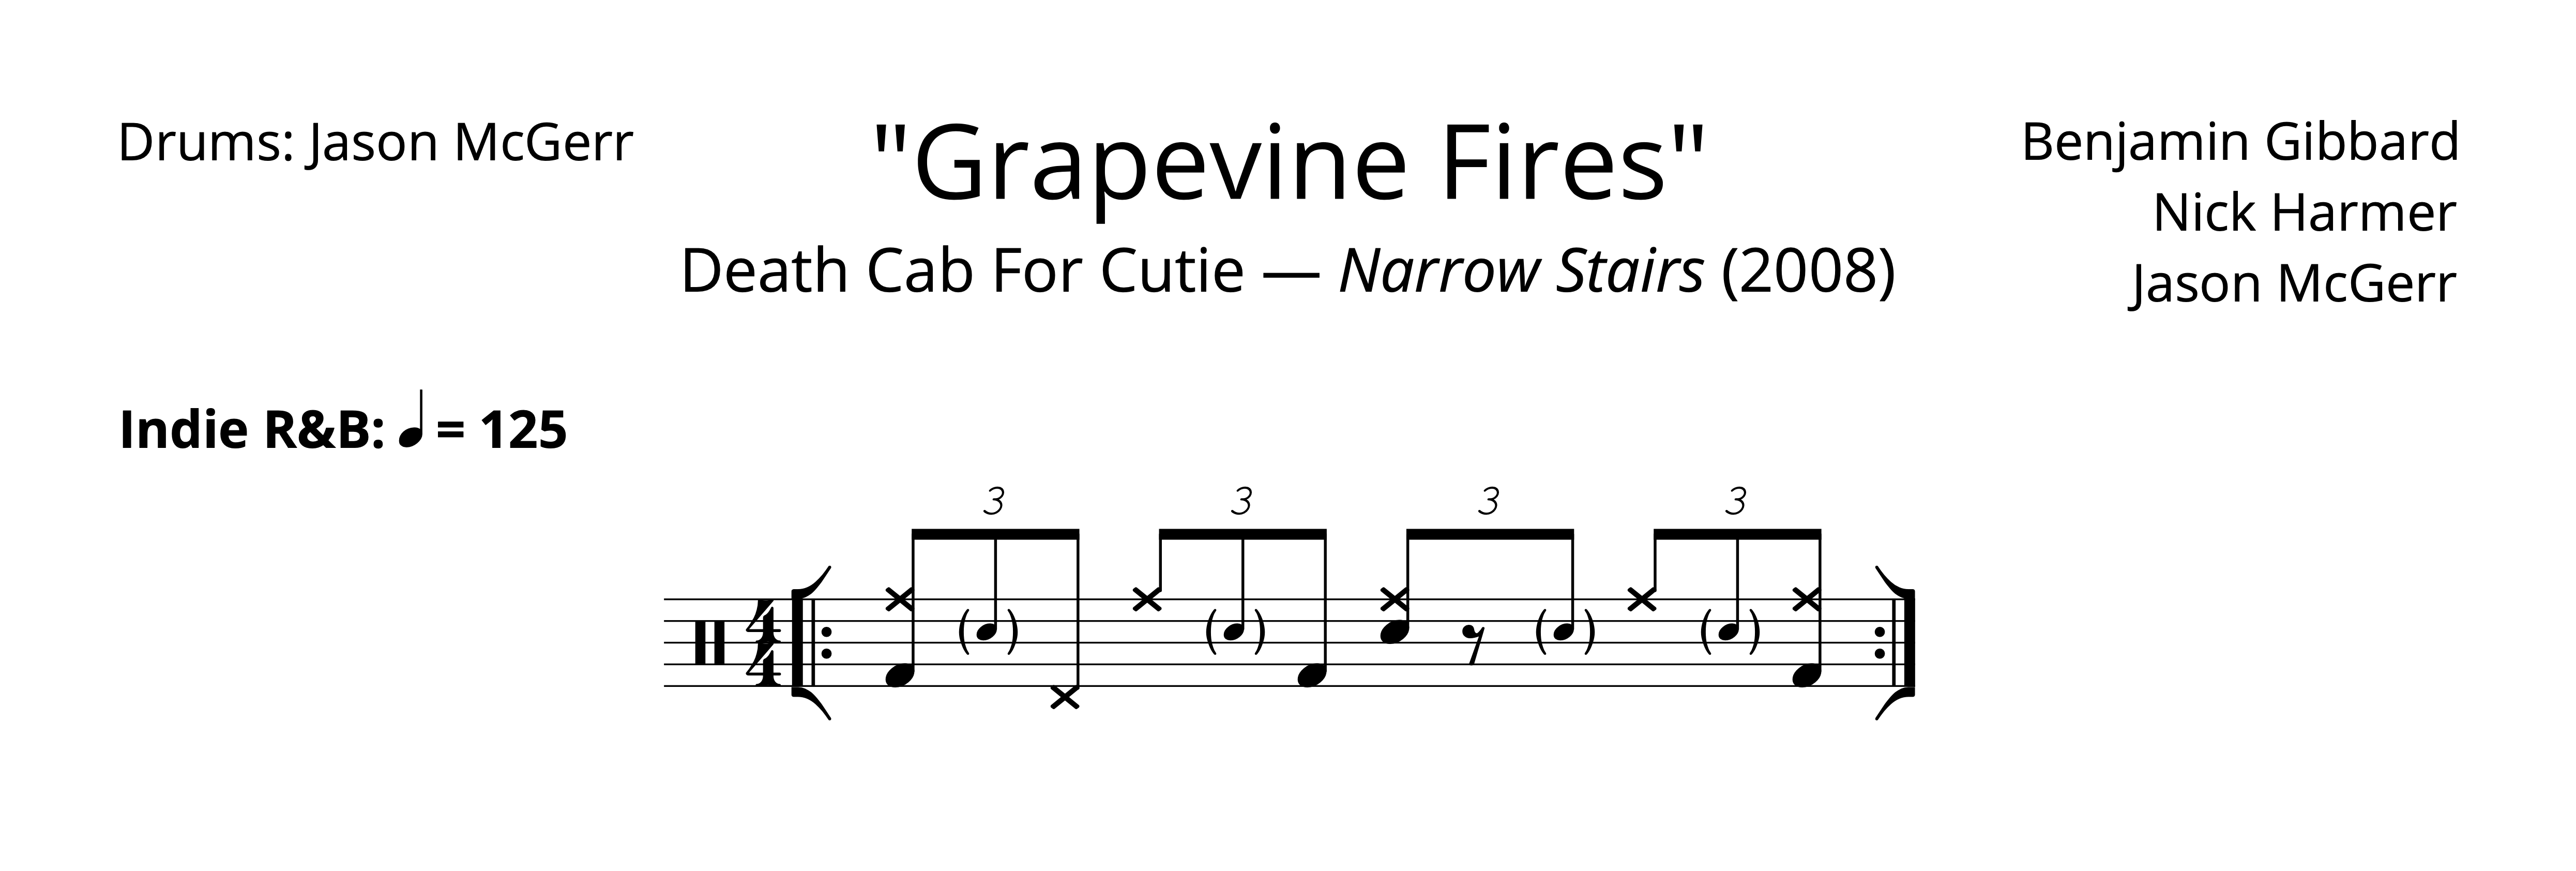 Drums: Jason McGerr
"Grapevine Fires"
Death Cab For Cutie — Narrow Stairs (2008)
Benjamin Gibbard
Nick Harmer
Jason McGerr
Indie R&B: ♩ = 125
3 3 3 3
4
4